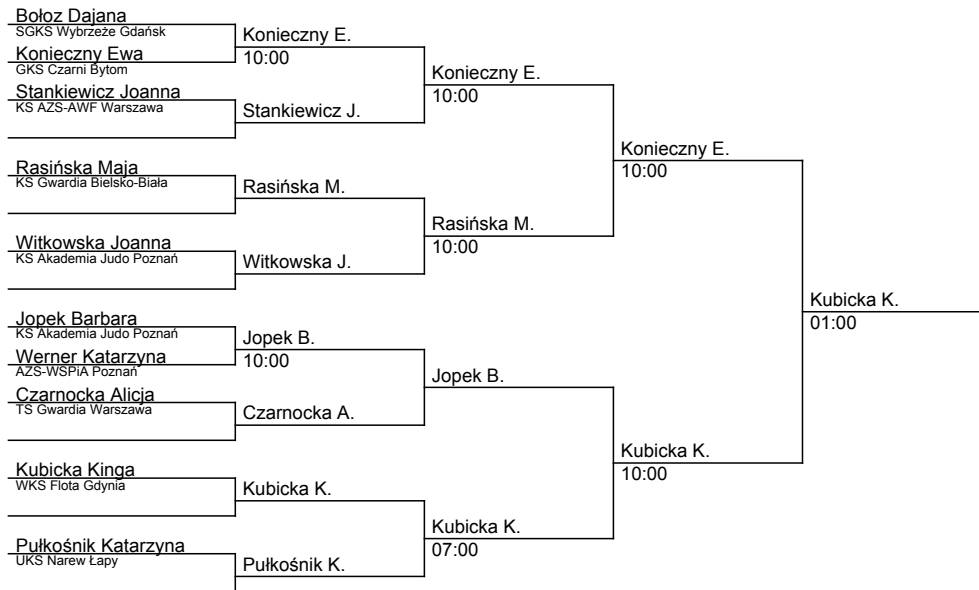 Bołoz Dajana
SGKS Wybrzeże Gdańsk
Konieczny E.
Konieczny Ewa
10:00
GKS Czarni Bytom
Konieczny E.
Stankiewicz Joanna
10:00
KS AZS-AWF Warszawa
Stankiewicz J.
Konieczny E.
Rasińska Maja
10:00
KS Gwardia Bielsko-Biała
Rasińska M.
Rasińska M.
Witkowska Joanna
10:00
KS Akademia Judo Poznań
Witkowska J.
Kubicka K.
Jopek Barbara
01:00
KS Akademia Judo Poznań
Jopek B.
Werner Katarzyna
10:00
AZS-WSPiA Poznań
Jopek B.
Czarnocka Alicja
TS Gwardia Warszawa
Czarnocka A.
Kubicka K.
Kubicka Kinga
10:00
WKS Flota Gdynia
Kubicka K.
Kubicka K.
Pułkośnik Katarzyna
07:00
UKS Narew Łapy
Pułkośnik K.